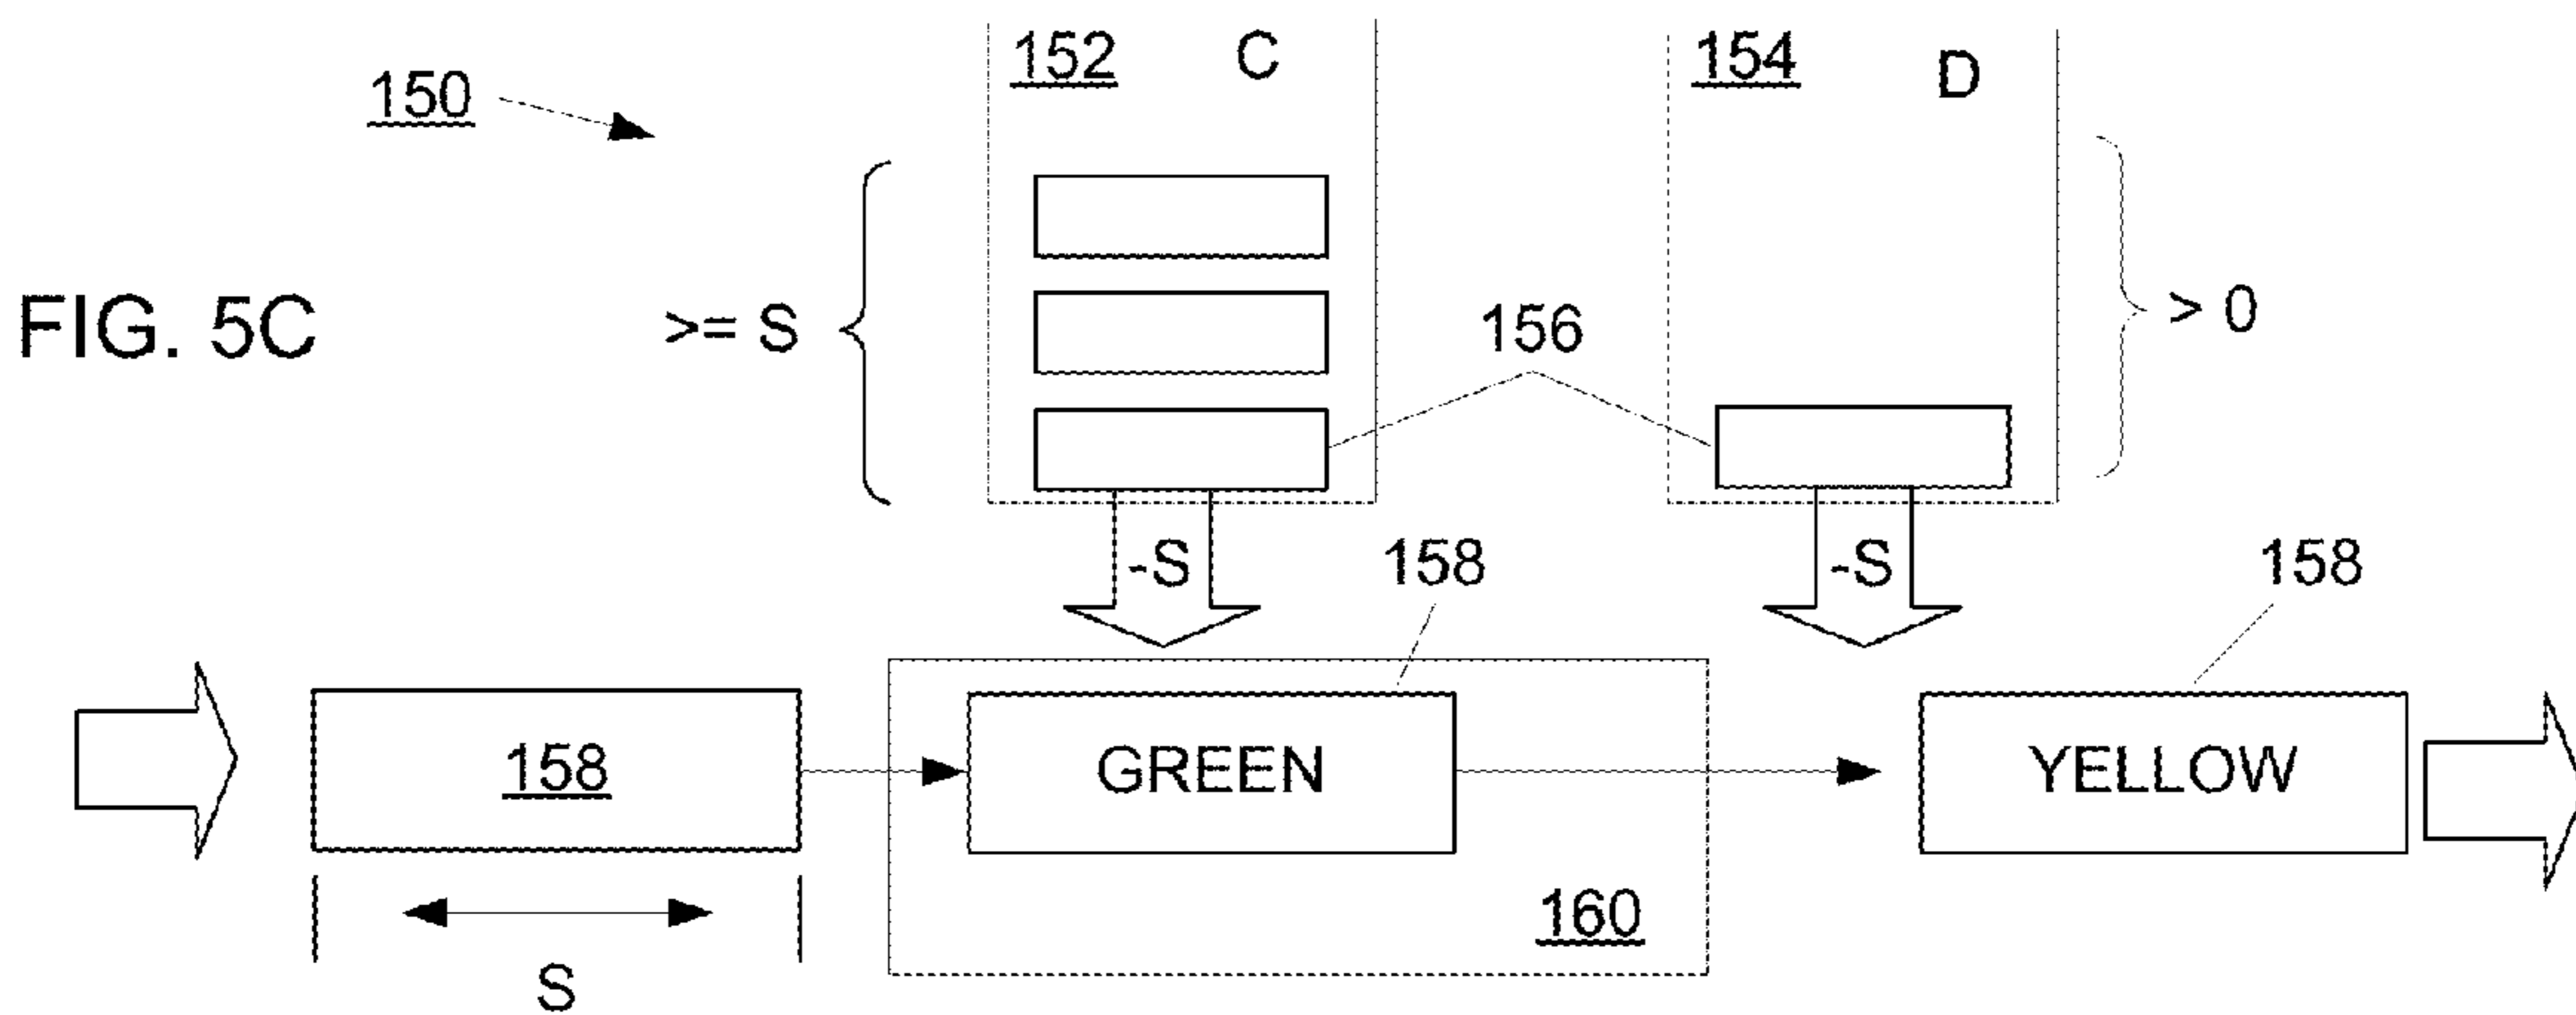 152 C 154 D
150
FIG. 5C >= S 156 > 0
-S 158 -S 158
158 GREEN YELLOW
160
S